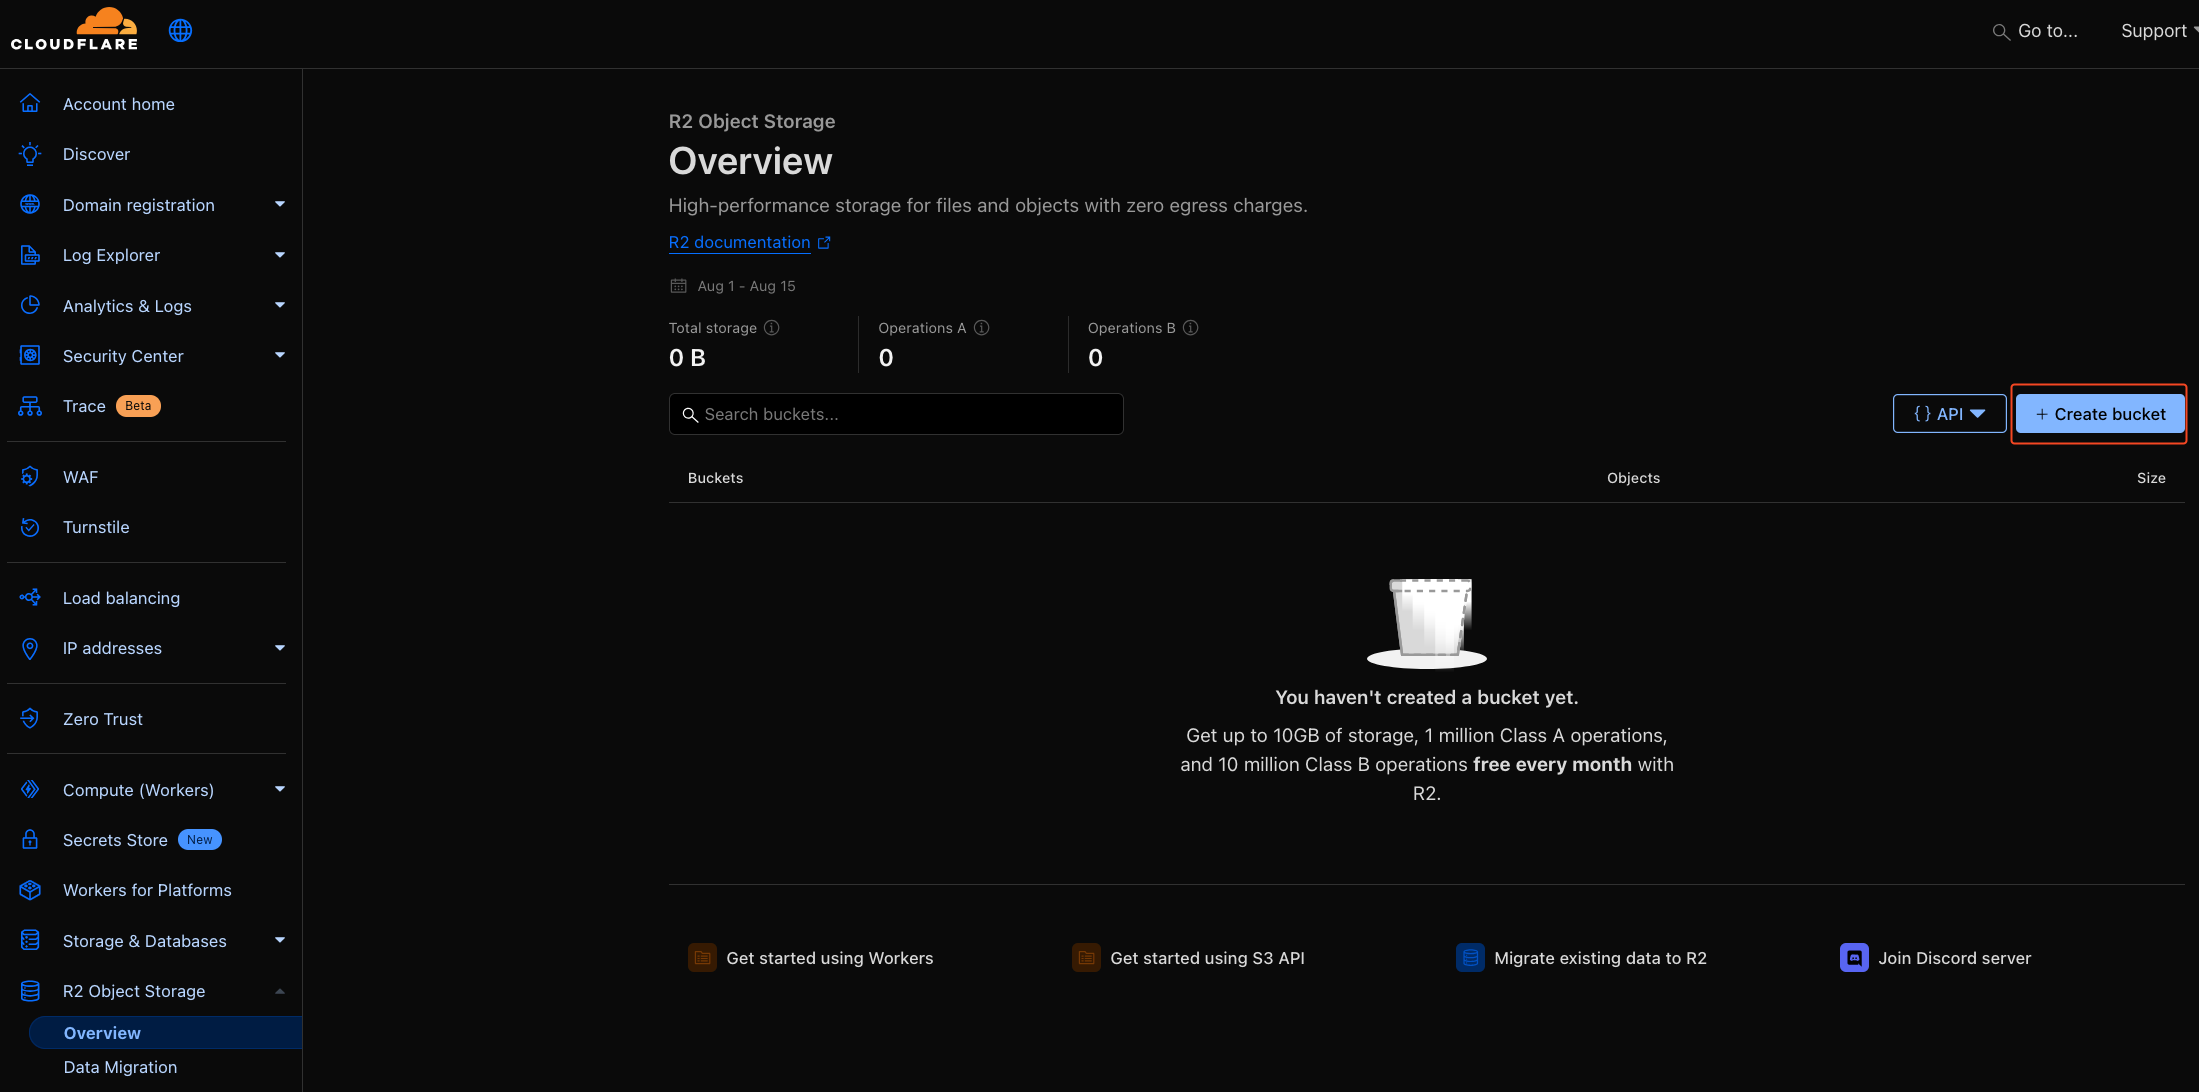 CLOUDFLARE
Go to...
Support
Account home
Discover
Domain registration
Log Explorer
Analytics & Logs
Security Center
Trace Beta
WAF
Turnstile
Load balancing
IP addresses
Zero Trust
Compute (Workers)
Secrets Store New
Workers for Platforms
Storage & Databases
R2 Object Storage
Overview
Data Migration
R2 Object Storage
Overview
High-performance storage for files and objects with zero egress charges.
R2 documentation
Aug 1 - Aug 15
Total storage
0 B
Operations A
0
Operations B
0
Search buckets...
{ } API
+ Create bucket
Buckets Objects Size
You haven't created a bucket yet.
Get up to 10GB of storage, 1 million Class A operations,
and 10 million Class B operations free every month with
R2.
Get started using Workers
Get started using S3 API
Migrate existing data to R2
Join Discord server